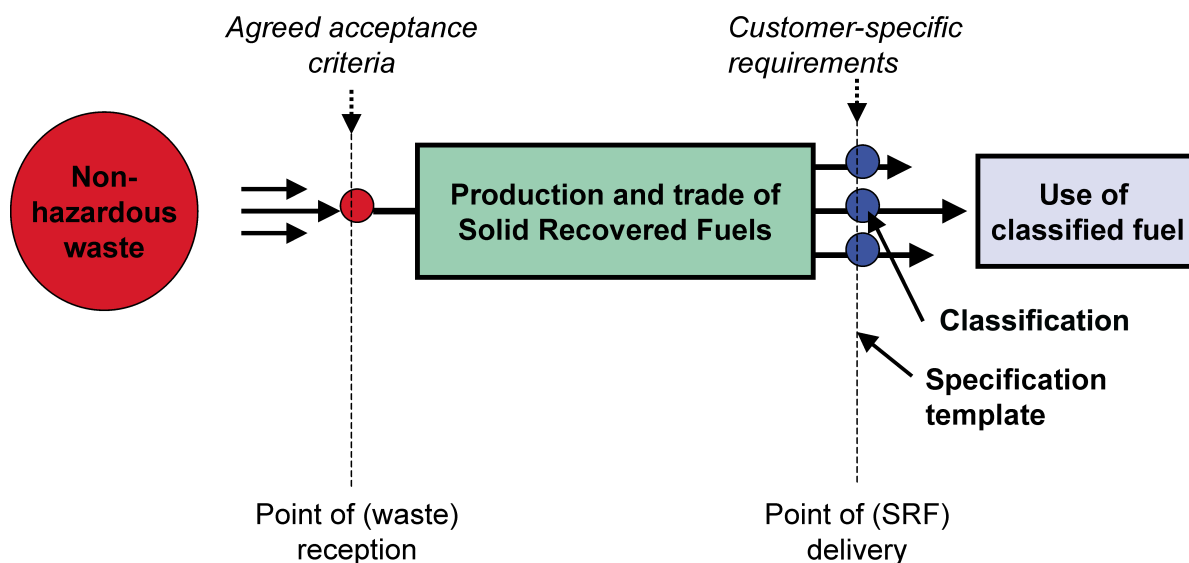 Agreed acceptance
criteria
Customer-specific
requirements
Non-
hazardous
waste
Production and trade of
Solid Recovered Fuels
Use of
classified fuel
Classification
Specification
template
Point of (waste)
reception
Point of (SRF)
delivery